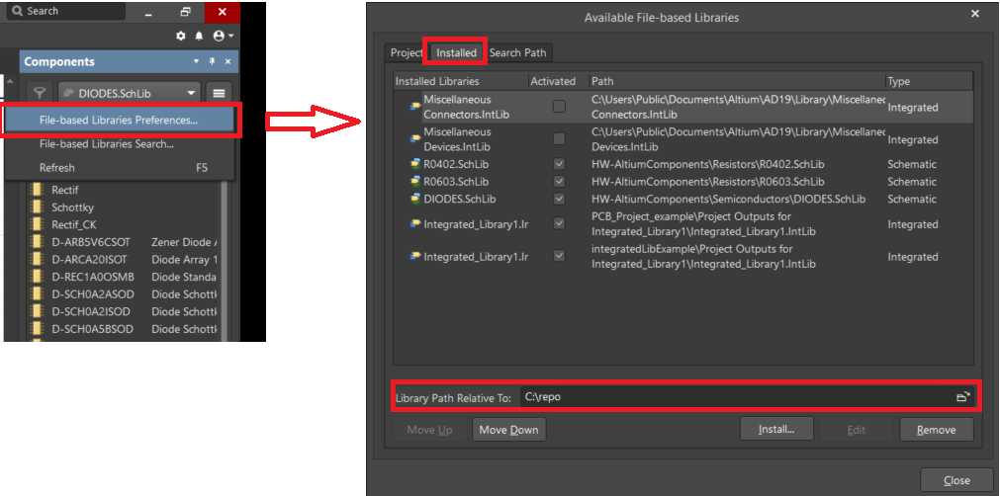 Search
Components
DIODES.SchLib
File-based Libraries Preferences...
File-based Libraries Search...
Refresh F5
Rectif
Schottky
Rectif_CK
D-ARB5V6CSOT Zener Diode
D-ARCA20ISOT Diode Array 1
D-REC1A0OSMB Diode Standa
D-SCH0A2ASOD Diode Schott
D-SCH0A2ISOD Diode Schott
D-SCH0A5BSOD Diode Schott
Available File-based Libraries
Project Installed Search Path
Installed Libraries Activated Path Type
Miscellaneous Connectors.IntLib C:\Users\Public\Documents\Altium\AD19\Library\Miscellaneous Connectors.IntLib Integrated
Miscellaneous Devices.IntLib C:\Users\Public\Documents\Altium\AD19\Library\Miscellaneous Devices.IntLib Integrated
R0402.SchLib HW-AltiumComponents\Resistors\R0402.SchLib Schematic
R0603.SchLib HW-AltiumComponents\Resistors\R0603.SchLib Schematic
DIODES.SchLib HW-AltiumComponents\Semiconductors\DIODES.SchLib Schematic
Integrated_Library1.Ir PCB_Project_example\Project Outputs for Integrated_Library1\Integrated_Library1.IntLib Integrated
Integrated_Library1.Ir integratedLibExample\Project Outputs for Integrated_Library1\Integrated_Library1.IntLib Integrated
Library Path Relative To: C:\repo
Move Up Move Down Install... Edit Remove
Close